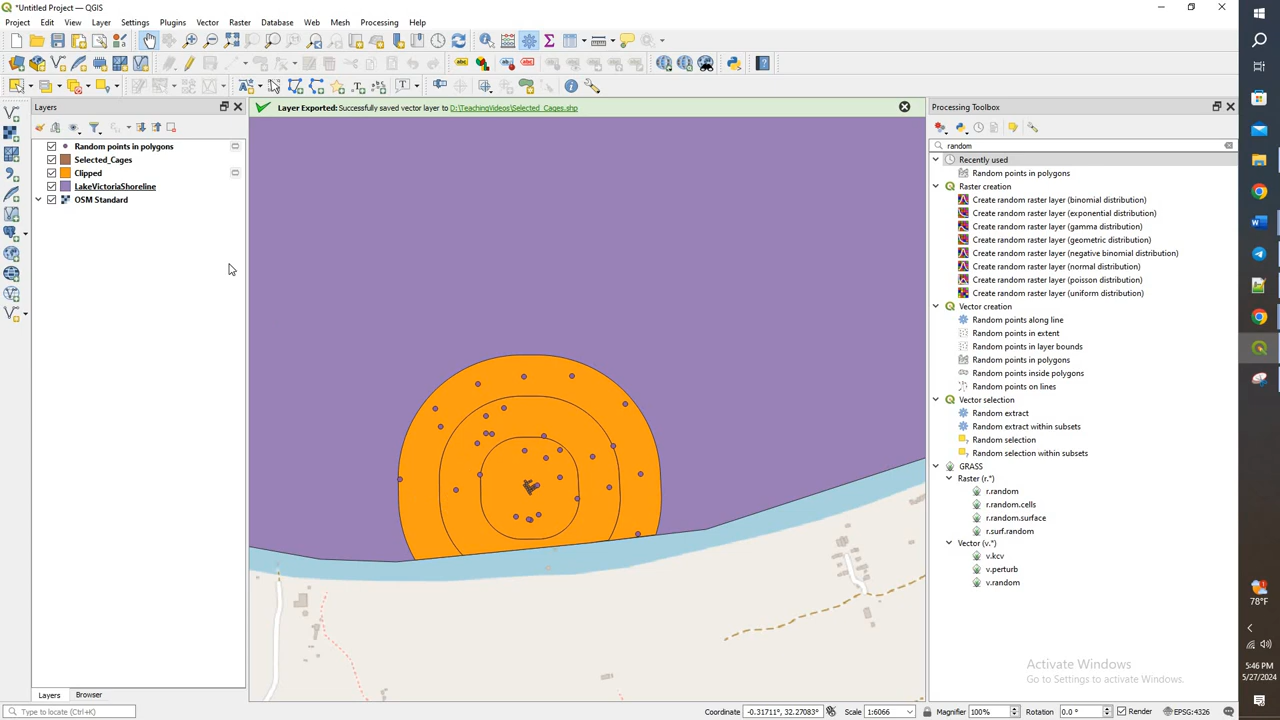 *Untitled Project — QGIS
Project Edit View Layer Settings Plugins Vector Raster Database Web Mesh Processing Help
Layers
Layer Exported: Successfully saved vector layer to D:\TeachingVideos\Selected_Cages.shp
Processing Toolbox
random
Random points in polygons
Selected_Cages
Clipped
LakeVictoriaShoreline
OSM Standard
Recently used
Random points in polygons
Raster creation
Create random raster layer (binomial distribution)
Create random raster layer (exponential distribution)
Create random raster layer (gamma distribution)
Create random raster layer (geometric distribution)
Create random raster layer (negative binomial distribution)
Create random raster layer (normal distribution)
Create random raster layer (poisson distribution)
Create random raster layer (uniform distribution)
Vector creation
Random points along line
Random points in extent
Random points in layer bounds
Random points in polygons
Random points inside polygons
Random points on lines
Vector selection
Random extract
Random extract within subsets
Random selection
Random selection within subsets
GRASS
Raster (r.*)
r.random
r.random.cells
r.random.surface
r.surf.random
Vector (v.*)
v.kcv
v.perturb
v.random
78°F
Activate Windows
Go to Settings to activate Windows.
5:46 PM
5/27/2024
Layers Browser
Type to locate (Ctrl+K)
Coordinate -0.31711°, 32.27083° Scale 1:6066 Magnifier 100% Rotation 0.0 ° Render EPSG:4326